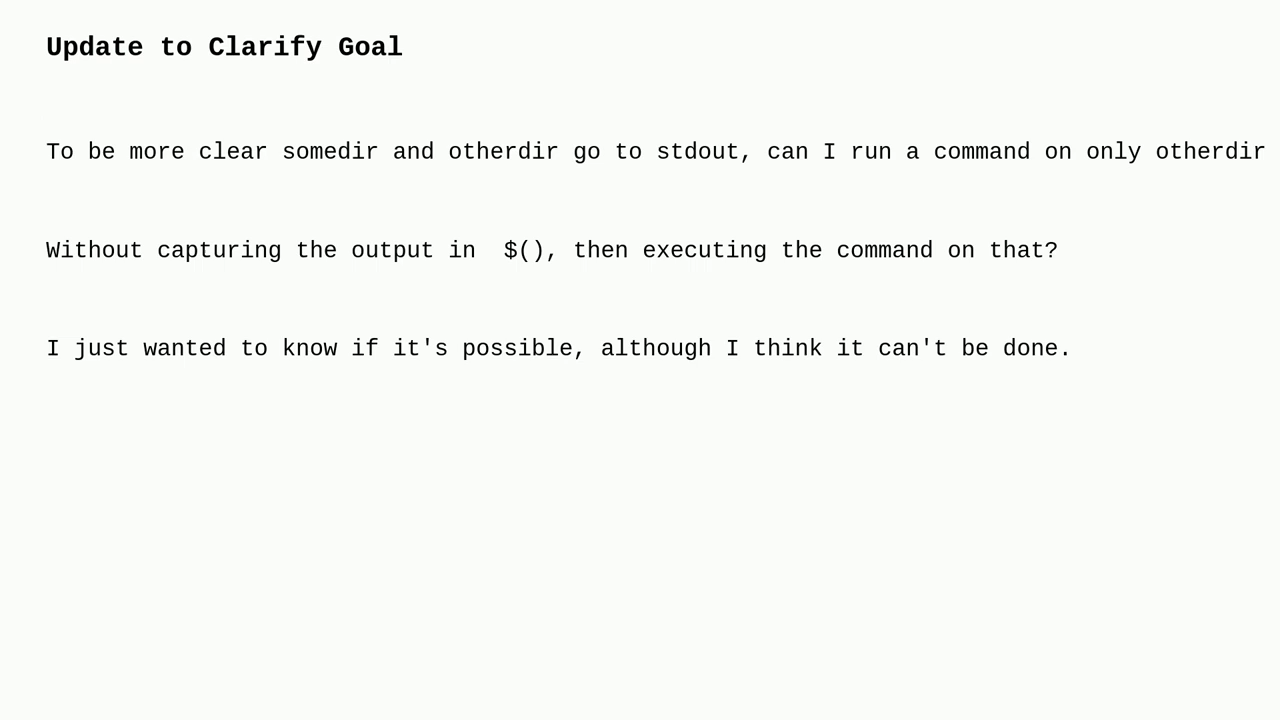 Update to Clarify Goal
To be more clear somedir and otherdir go to stdout, can I run a command on only otherdir
Without capturing the output in  $(), then executing the command on that?
I just wanted to know if it's possible, although I think it can't be done.